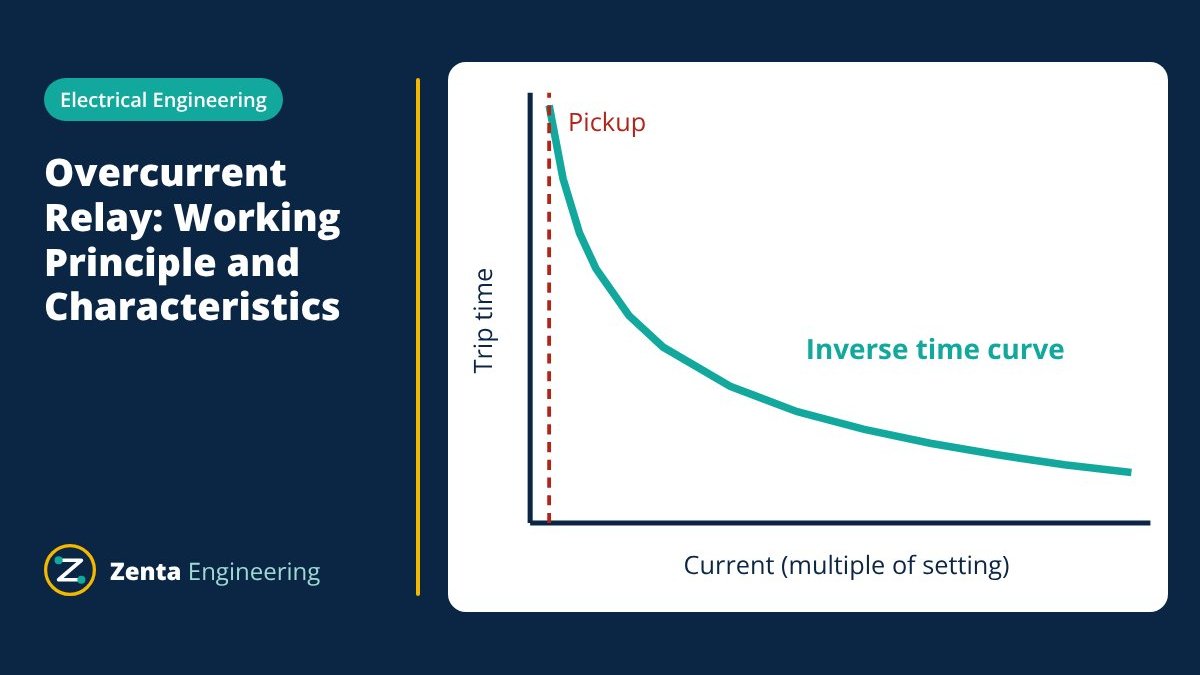 Electrical Engineering
Overcurrent
Relay: Working
Principle and
Characteristics
Zenta Engineering
Pickup
Trip time
Inverse time curve
Current (multiple of setting)